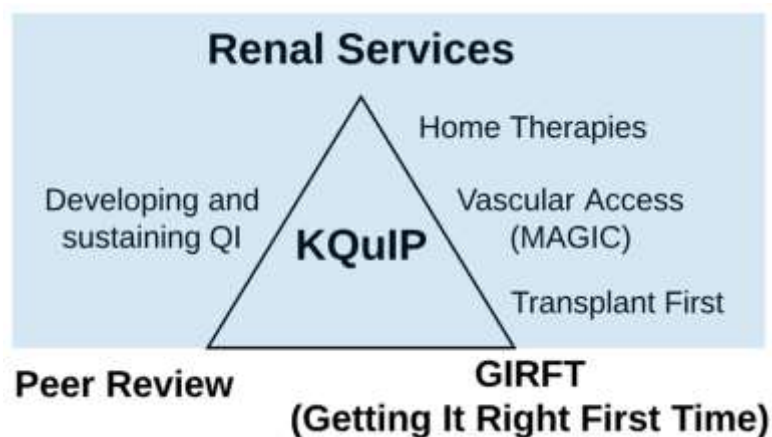 Renal Services
Home Therapies
Developing and
sustaining QI
Vascular Access
(MAGIC)
KQuIP
Transplant First
Peer Review
GIRFT
(Getting It Right First Time)